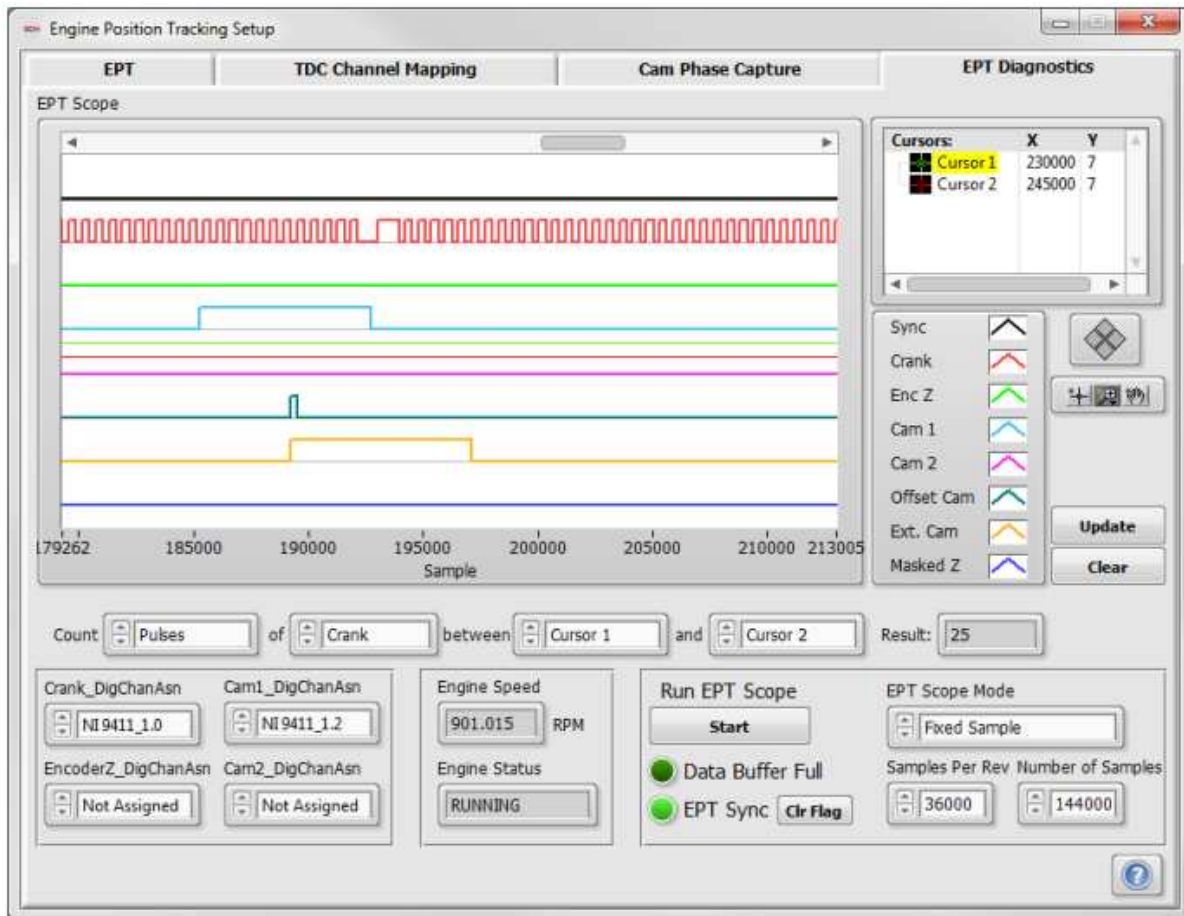 Engine Position Tracking Setup
EPT TDC Channel Mapping Cam Phase Capture EPT Diagnostics
EPT Scope
Cursors: X Y
Cursor 1 230000 7
Cursor 2 245000 7
Sync
Crank
Enc Z
Cam 1
Cam 2
Offset Cam
Ext. Cam
Masked Z
Update
Clear
179262 185000 190000 195000 200000 205000 210000 213005
Sample
Count Pulses of Crank between Cursor 1 and Cursor 2 Result: 25
Crank_DigChanAsn Cam1_DigChanAsn
NI9411_1.0 NI9411_1.2
EncoderZ_DigChanAsn Cam2_DigChanAsn
Not Assigned Not Assigned
Engine Speed
901.015 RPM
Engine Status
RUNNING
Run EPT Scope
Start
Data Buffer Full
EPT Sync Clr Flag
EPT Scope Mode
Fixed Sample
Samples Per Rev Number of Samples
36000 144000
?